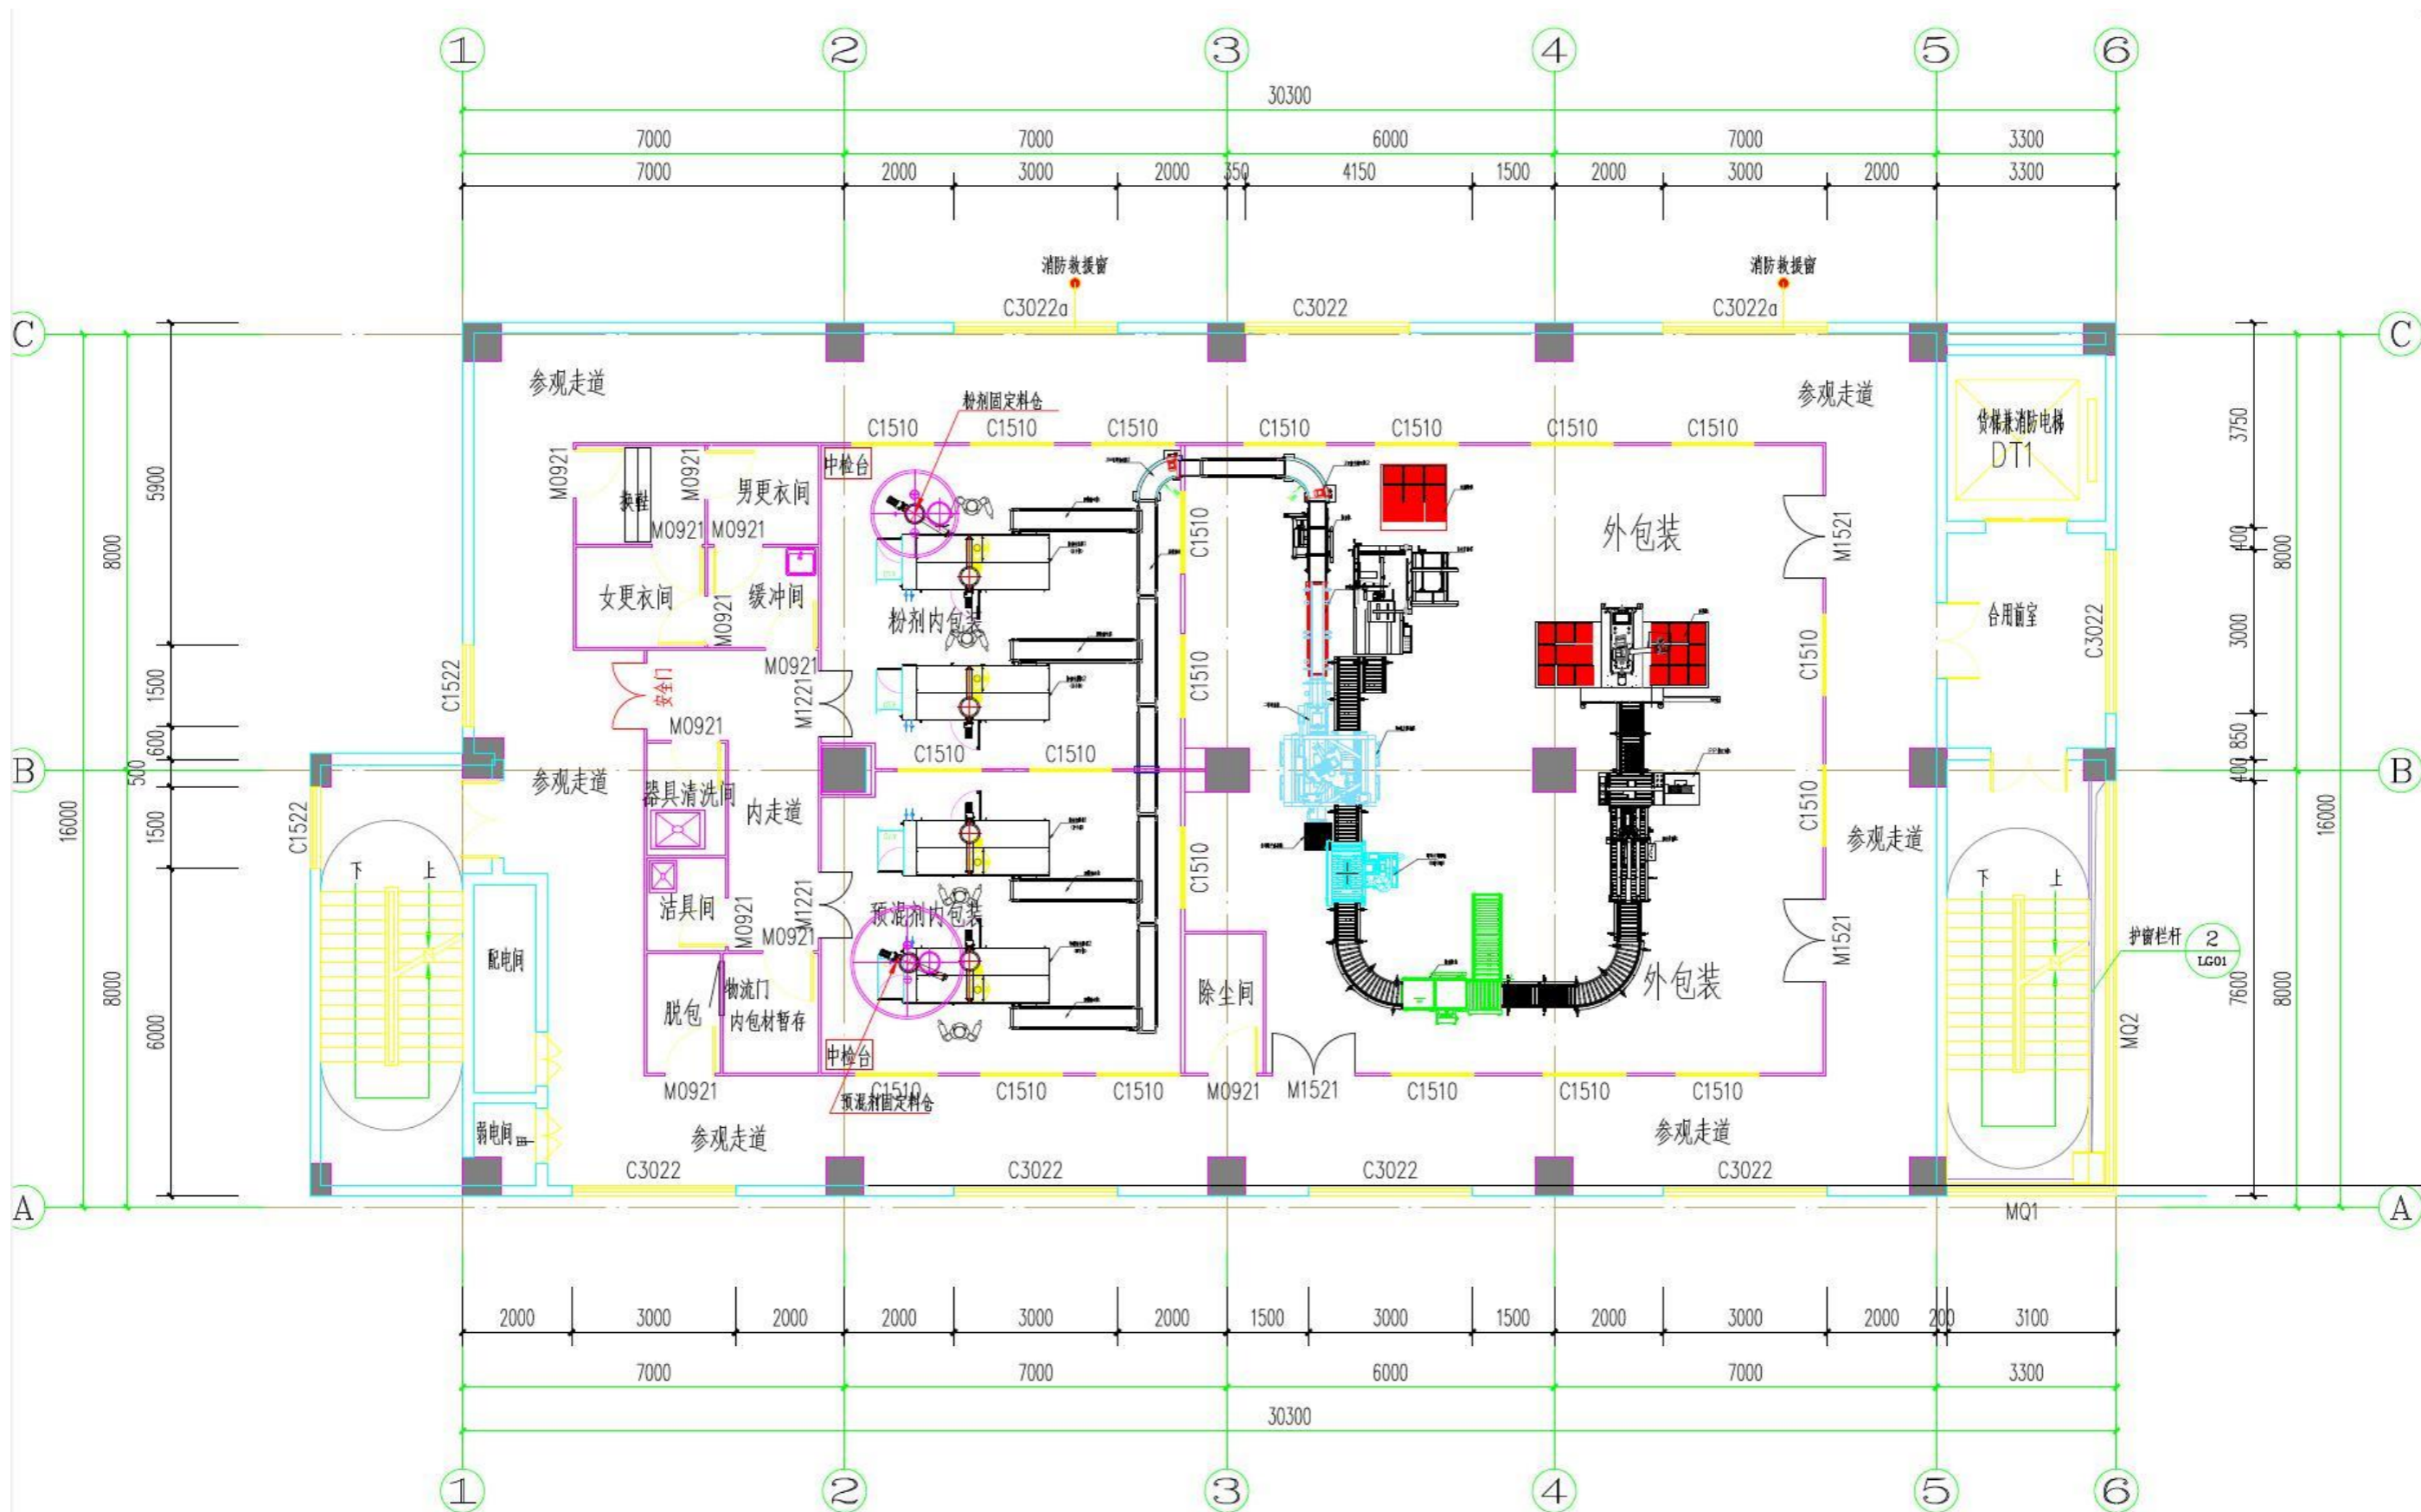 1 2 3 4 5 6
30300
7000 7000 6000 7000 3300
7000 2000 3000 2000 350 4150 1500 2000 3000 2000 3300
消防救援窗 消防救援窗
C3022a C3022 C3022a
C C
参观走道 参观走道
粉剂固定料仓
C1510 C1510 C1510 C1510 C1510 C1510 C1510
货梯兼消防电梯
DT1
中检台
M0921 换鞋 M0921 男更衣间
M0921 M0921
外包装
M1521
C1510
5900 8000
3750 400 8000
女更衣间 M0921 缓冲间
粉剂内包装
合用前室
C3022
3000
M0921
安全门
M1221
C1522
C1510
C1510
1500
M0921
600
850
C1510 C1510
B B
500
400
16000 16000
参观走道
器具清洗间
内走道
C1510
参观走道
C1522
1500
下 上
C1510
下 上
洁具间
M0921
M0921
M1221
预混剂内包装
M1521
护窗栏杆
2
LG01
配电间
8000
6000
脱包
物流门
内包材暂存
除尘间
外包装
7600 8000
MQ2
中检台
M0921 C1510 C1510 C1510 M0921 M1521 C1510 C1510 C1510
预混剂固定料仓
弱电间
参观走道 参观走道
C3022 C3022 C3022 C3022
A A
MQ1
2000 3000 2000 2000 3000 2000 1500 3000 1500 2000 3000 2000 200 3100
7000 7000 6000 7000 3300
30300
1 2 3 4 5 6